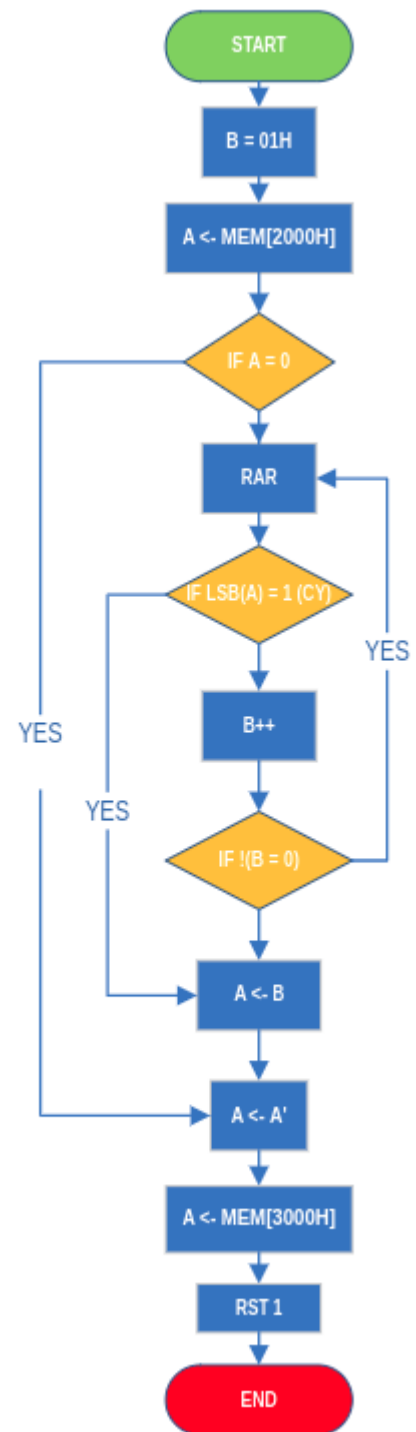 START
B = 01H
A <- MEM[2000H]
IF A = 0
RAR
IF LSB(A) = 1 (CY)
YES
B++
YES
YES
IF !(B = 0)
A <- B
A <- A'
A <- MEM[3000H]
RST 1
END